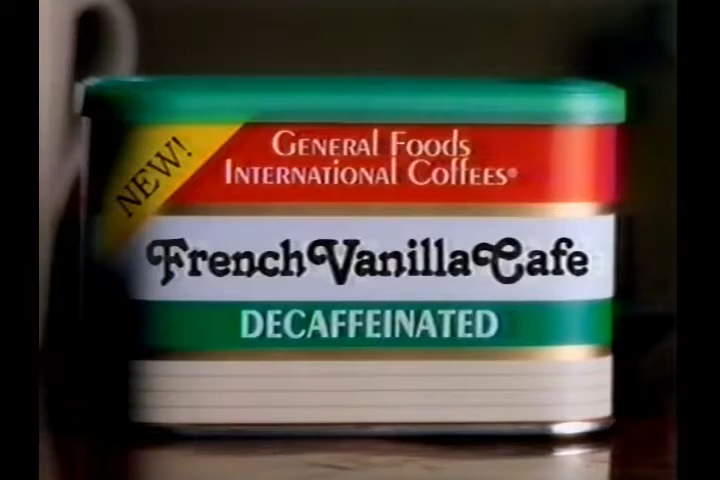 NEW!
GENERAL FOODS
INTERNATIONAL COFFEES®
French Vanilla Cafe
DECAFFEINATED